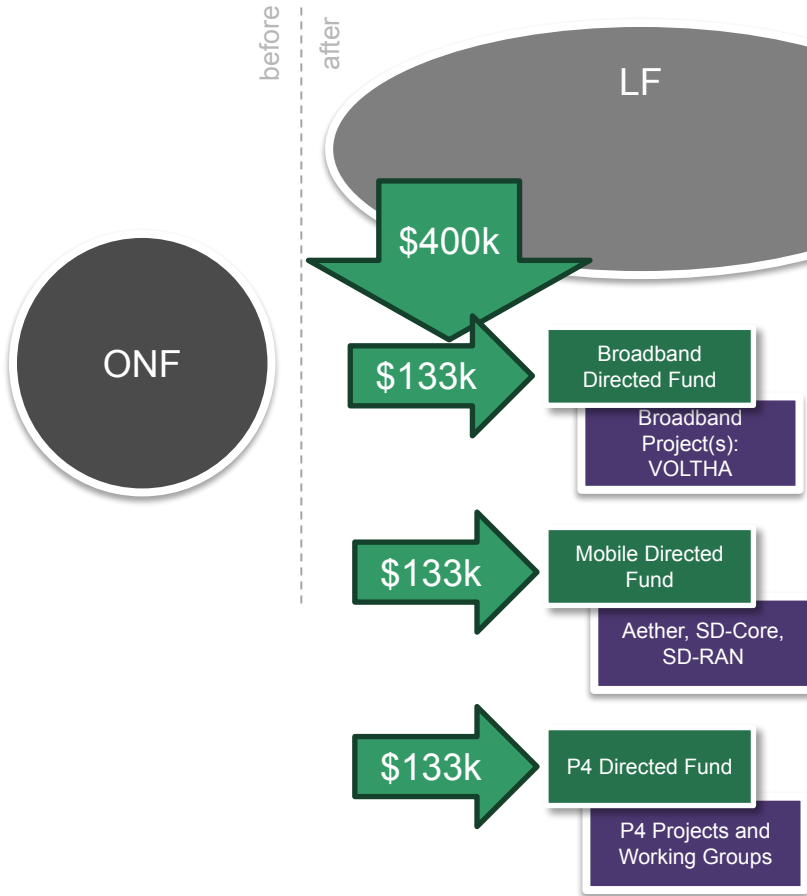 before
after
LF
$400k
ONF
$133k
Broadband
Directed Fund
Broadband
Project(s):
VOLTHA
$133k
Mobile Directed
Fund
Aether, SD-Core,
SD-RAN
$133k
P4 Directed Fund
P4 Projects and
Working Groups